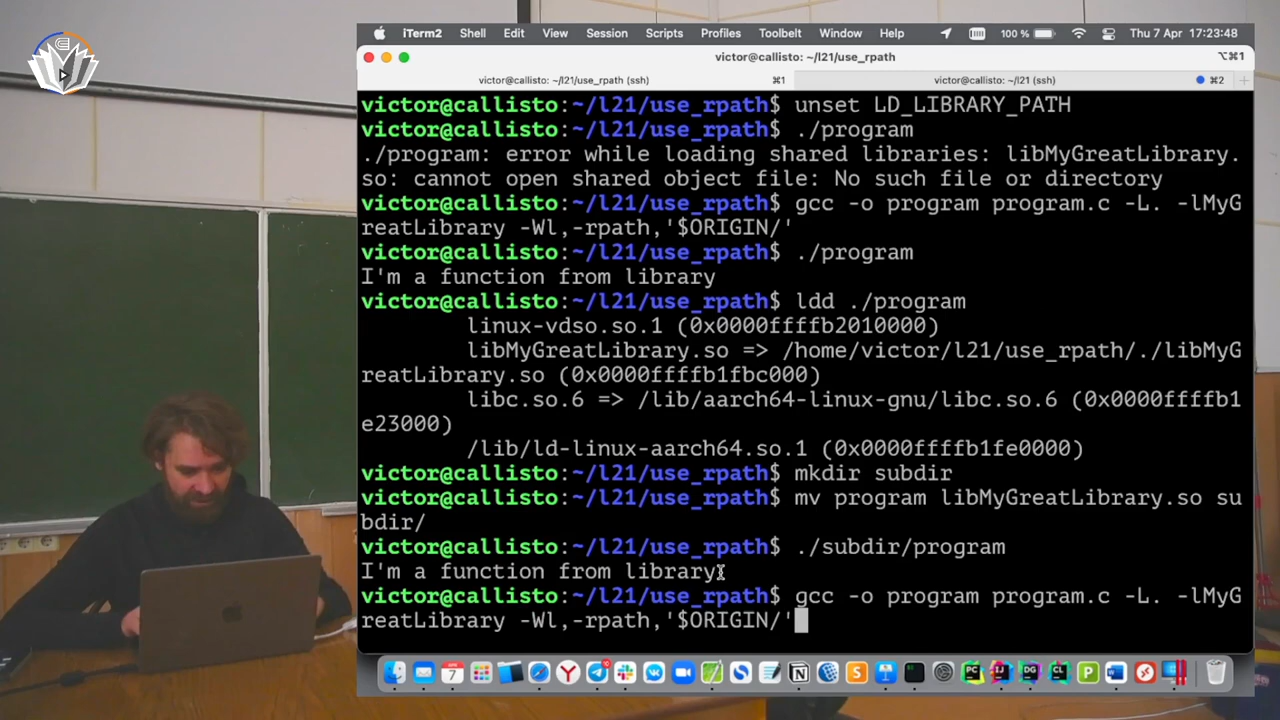 iTerm2 Shell Edit View Session Scripts Profiles Toolbelt Window Help 100 % Thu 7 Apr 17:23:48
victor@callisto: ~/l21/use_rpath ⌥⌘1
victor@callisto: ~/l21/use_rpath (ssh) ⌘1 victor@callisto: ~/l21 (ssh) ⌘2
victor@callisto:~/l21/use_rpath$ unset LD_LIBRARY_PATH
victor@callisto:~/l21/use_rpath$ ./program
./program: error while loading shared libraries: libMyGreatLibrary.
so: cannot open shared object file: No such file or directory
victor@callisto:~/l21/use_rpath$ gcc -o program program.c -L. -lMyG
reatLibrary -Wl,-rpath,'$ORIGIN/'
victor@callisto:~/l21/use_rpath$ ./program
I'm a function from library
victor@callisto:~/l21/use_rpath$ ldd ./program
linux-vdso.so.1 (0x0000ffffb2010000)
libMyGreatLibrary.so => /home/victor/l21/use_rpath/./libMyG
reatLibrary.so (0x0000ffffb1fbc000)
libc.so.6 => /lib/aarch64-linux-gnu/libc.so.6 (0x0000ffffb1
e23000)
/lib/ld-linux-aarch64.so.1 (0x0000ffffb1fe0000)
victor@callisto:~/l21/use_rpath$ mkdir subdir
victor@callisto:~/l21/use_rpath$ mv program libMyGreatLibrary.so su
bdir/
victor@callisto:~/l21/use_rpath$ ./subdir/program
I'm a function from library
victor@callisto:~/l21/use_rpath$ gcc -o program program.c -L. -lMyG
reatLibrary -Wl,-rpath,'$ORIGIN/'